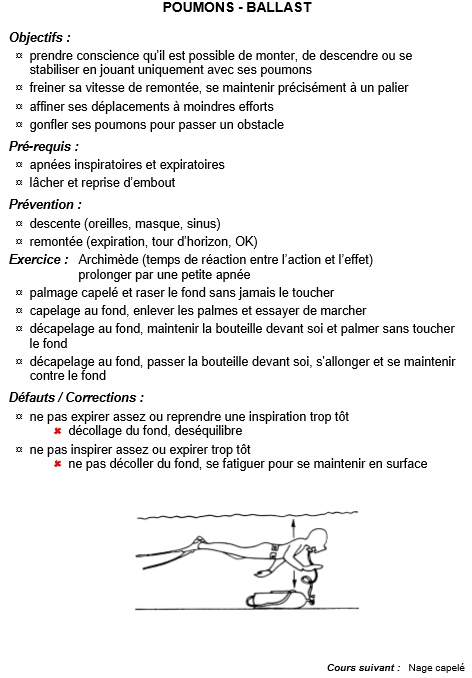 POUMONS - BALLAST
Objectifs :
¤ prendre conscience qu'il est possible de monter, de descendre ou se
stabiliser en jouant uniquement avec ses poumons
¤ freiner sa vitesse de remontée, se maintenir précisément à un palier
¤ affiner ses déplacements à moindres efforts
¤ gonfler ses poumons pour passer un obstacle
Pré-requis :
¤ apnées inspiratoires et expiratoires
¤ lâcher et reprise d'embout
Prévention :
¤ descente (oreilles, masque, sinus)
¤ remontée (expiration, tour d'horizon, OK)
Exercice : Archimède (temps de réaction entre l'action et l'effet)
prolonger par une petite apnée
¤ palmage capelé et raser le fond sans jamais le toucher
¤ capelage au fond, enlever les palmes et essayer de marcher
¤ décapelage au fond, maintenir la bouteille devant soi et palmer sans toucher
le fond
¤ décapelage au fond, passer la bouteille devant soi, s'allonger et se maintenir
contre le fond
Défauts / Corrections :
¤ ne pas expirer assez ou reprendre une inspiration trop tôt
✘ décollage du fond, deséquilibre
¤ ne pas inspirer assez ou expirer trop tôt
✘ ne pas décoller du fond, se fatiguer pour se maintenir en surface
Cours suivant : Nage capelé